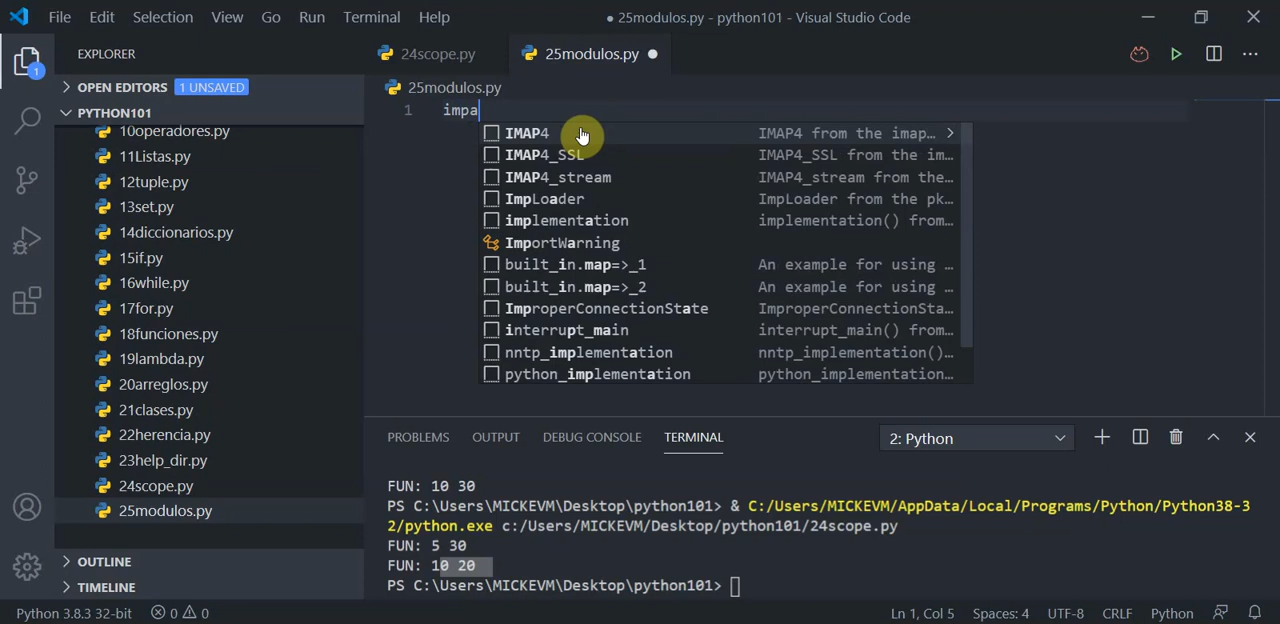 File Edit Selection View Go Run Terminal Help ● 25modulos.py - python101 - Visual Studio Code
EXPLORER
24scope.py 25modulos.py ●
OPEN EDITORS 1 UNSAVED
25modulos.py
PYTHON101
1 impa
10operadores.py
11Listas.py
12tuple.py
13set.py
14diccionarios.py
15if.py
16while.py
17for.py
18funciones.py
19lambda.py
20arreglos.py
21clases.py
22herencia.py
23help_dir.py
24scope.py
25modulos.py
OUTLINE
TIMELINE
IMAP4 IMAP4 from the imap…
IMAP4_SSL IMAP4_SSL from the im…
IMAP4_stream IMAP4_stream from the…
ImpLoader ImpLoader from the pk…
implementation implementation() from…
ImportWarning
built_in.map=>_1 An example for using …
built_in.map=>_2 An example for using …
ImproperConnectionState ImproperConnectionSta…
interrupt_main interrupt_main() from…
nntp_implementation nntp_implementation()…
python_implementation python_implementation…
PROBLEMS OUTPUT DEBUG CONSOLE TERMINAL 2: Python
FUN: 10 30
PS C:\Users\MICKEVM\Desktop\python101> & C:/Users/MICKEVM/AppData/Local/Programs/Python/Python38-3
2/python.exe c:/Users/MICKEVM/Desktop/python101/24scope.py
FUN: 5 30
FUN: 10 20
PS C:\Users\MICKEVM\Desktop\python101>
1
Python 3.8.3 32-bit 0 0 Ln 1, Col 5 Spaces: 4 UTF-8 CRLF Python